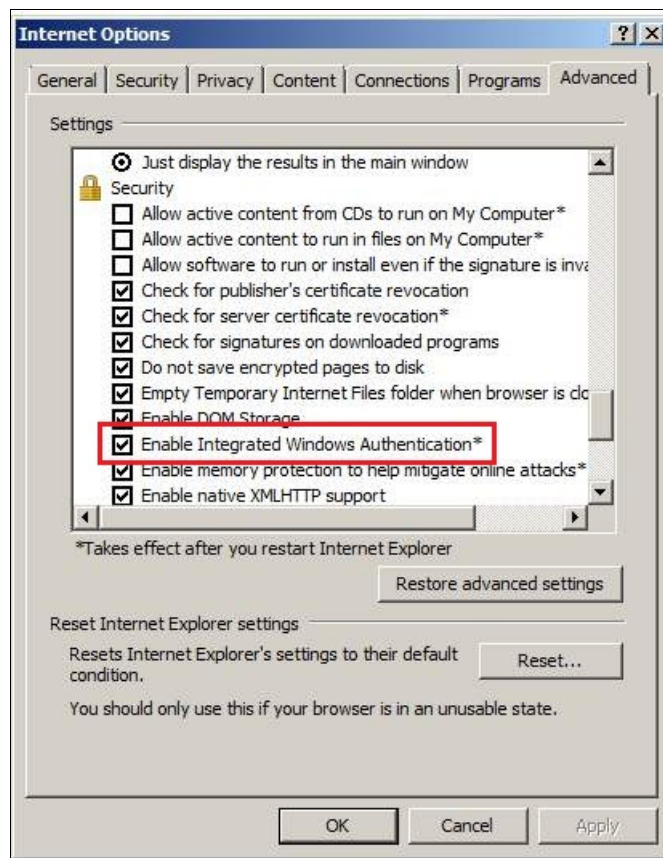 Internet Options
General Security Privacy Content Connections Programs Advanced
Settings
Just display the results in the main window
Security
Allow active content from CDs to run on My Computer*
Allow active content to run in files on My Computer*
Allow software to run or install even if the signature is
Check for publisher's certificate revocation
Check for server certificate revocation*
Check for signatures on downloaded programs
Do not save encrypted pages to disk
Empty Temporary Internet Files folder when browser is
Enable DOM Storage
Enable Integrated Windows Authentication*
Enable memory protection to help mitigate online attacks*
Enable native XMLHTTP support
*Takes effect after you restart Internet Explorer
Restore advanced settings
Reset Internet Explorer settings
Resets Internet Explorer's settings to their default
condition.
Reset...
You should only use this if your browser is in an unusable state.
OK Cancel Apply